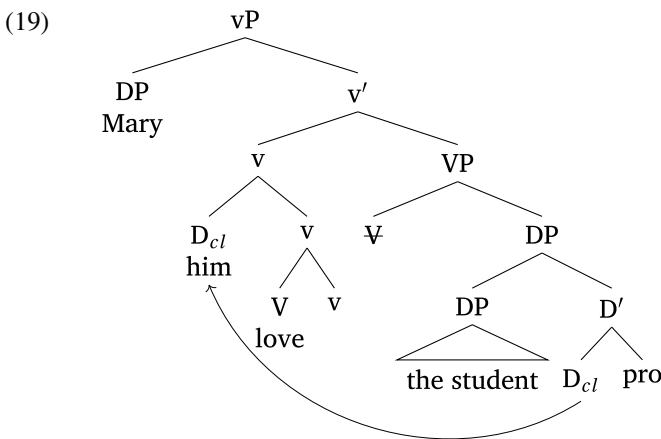 (19) vP
DP v′
Mary
v VP
D_cl v V̶ DP
him
V v DP D′
love
the student D_cl pro